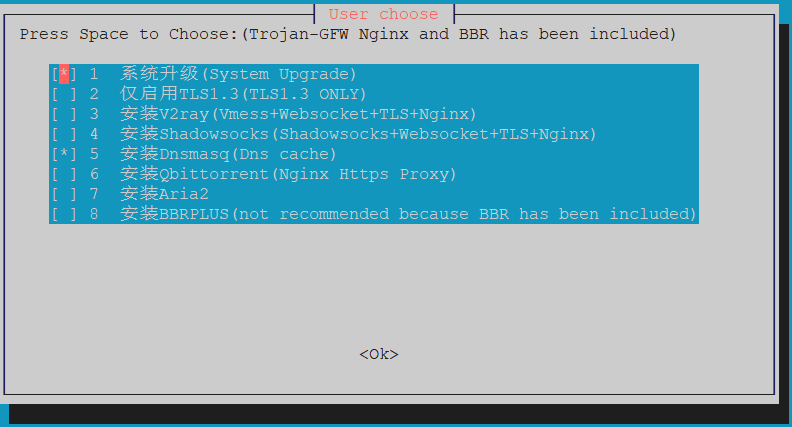 User choose
Press Space to Choose:(Trojan-GFW Nginx and BBR has been included)
[*] 1 系统升级(System Upgrade)
[ ] 2 仅启用TLS1.3(TLS1.3 ONLY)
[ ] 3 安装V2ray(Vmess+Websocket+TLS+Nginx)
[ ] 4 安装Shadowsocks(Shadowsocks+Websocket+TLS+Nginx)
[*] 5 安装Dnsmasq(Dns cache)
[ ] 6 安装Qbittorrent(Nginx Https Proxy)
[ ] 7 安装Aria2
[ ] 8 安装BBRPLUS(not recommended because BBR has been included)
<Ok>